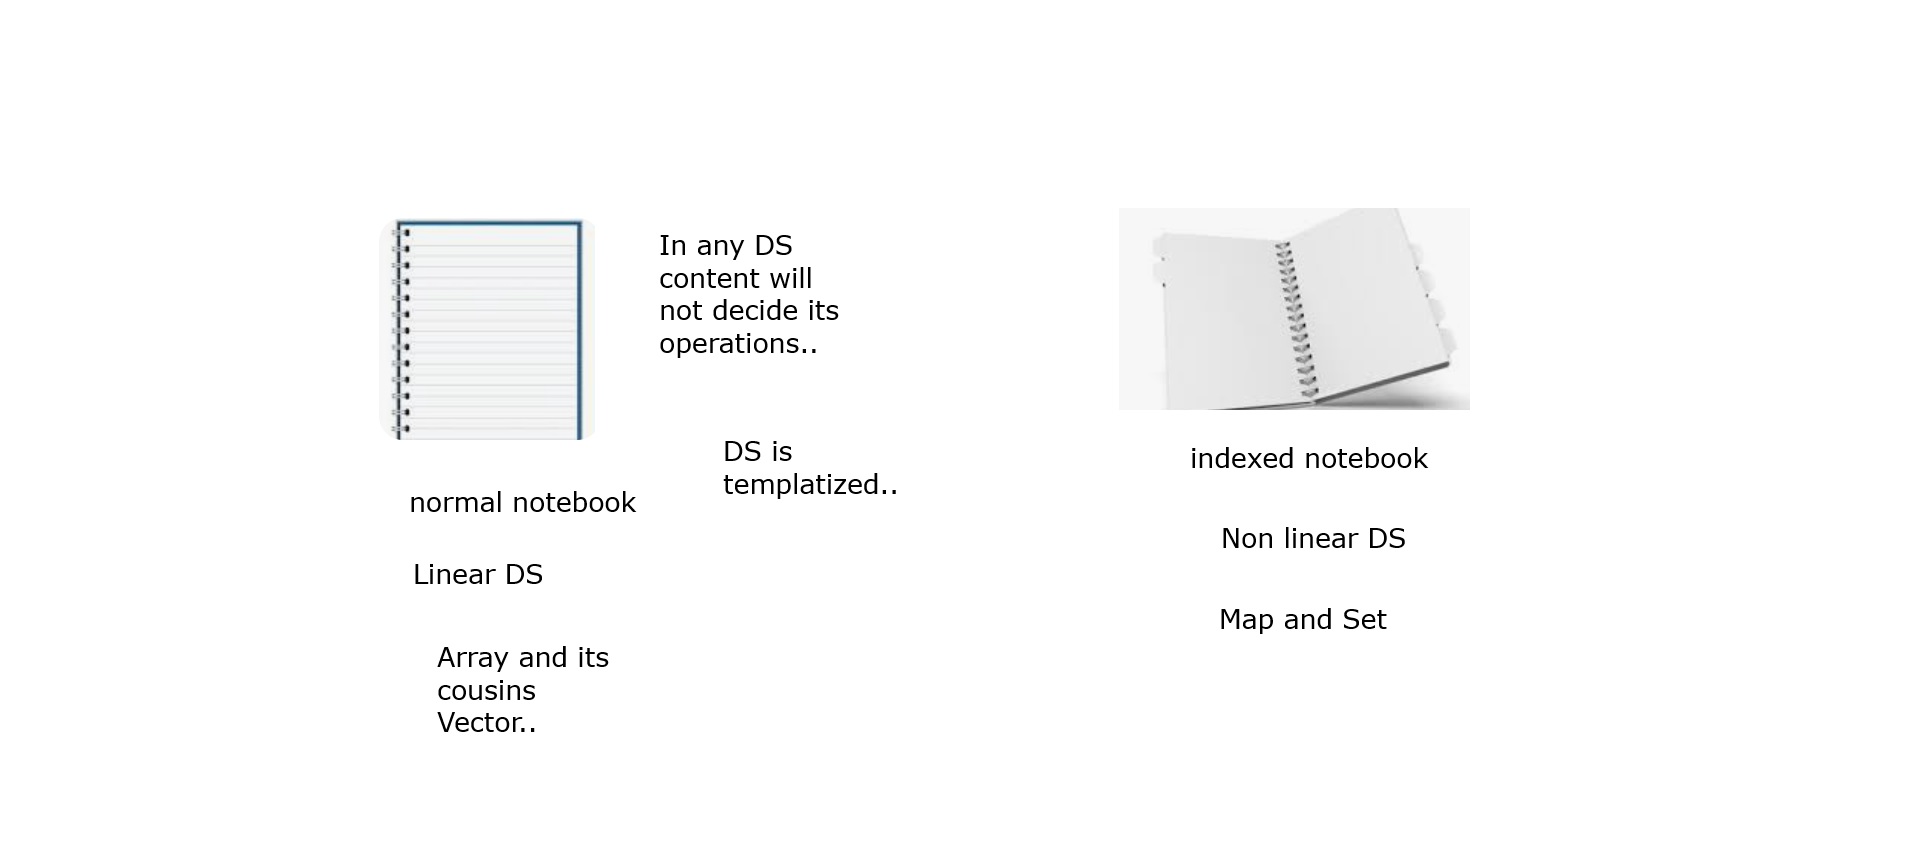 In any DS
content will
not decide its
operations..
DS is
templatized..
normal notebook
Linear DS
Array and its
cousins
Vector..
indexed notebook
Non linear DS
Map and Set